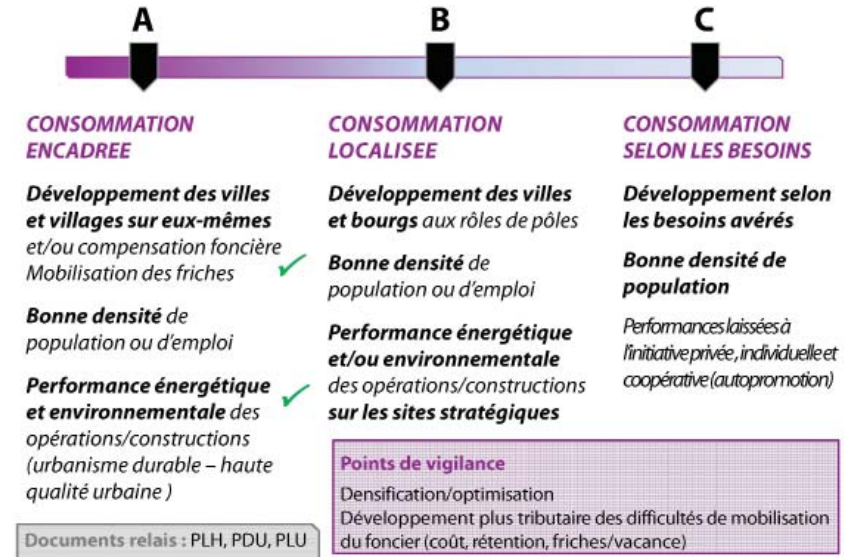 A
B
C
CONSOMMATION
ENCADREE
Développement des villes
et villages sur eux-mêmes
et/ou compensation foncière
Mobilisation des friches
Bonne densité de
population ou d'emploi
Performance énergétique
et environnementale des
opérations/constructions
(urbanisme durable – haute
qualité urbaine )
Documents relais : PLH, PDU, PLU
CONSOMMATION
LOCALISEE
Développement des villes
et bourgs aux rôles de pôles
Bonne densité de
population ou d'emploi
Performance énergétique
et/ou environnementale
des opérations/constructions
sur les sites stratégiques
CONSOMMATION
SELON LES BESOINS
Développement selon
les besoins avérés
Bonne densité de
population
Performances laissées à
l'initiative privée, individuelle et
coopérative (autopromotion)
Points de vigilance
Densification/optimisation
Développement plus tributaire des difficultés de mobilisation
du foncier (coût, rétention, friches/vacance)